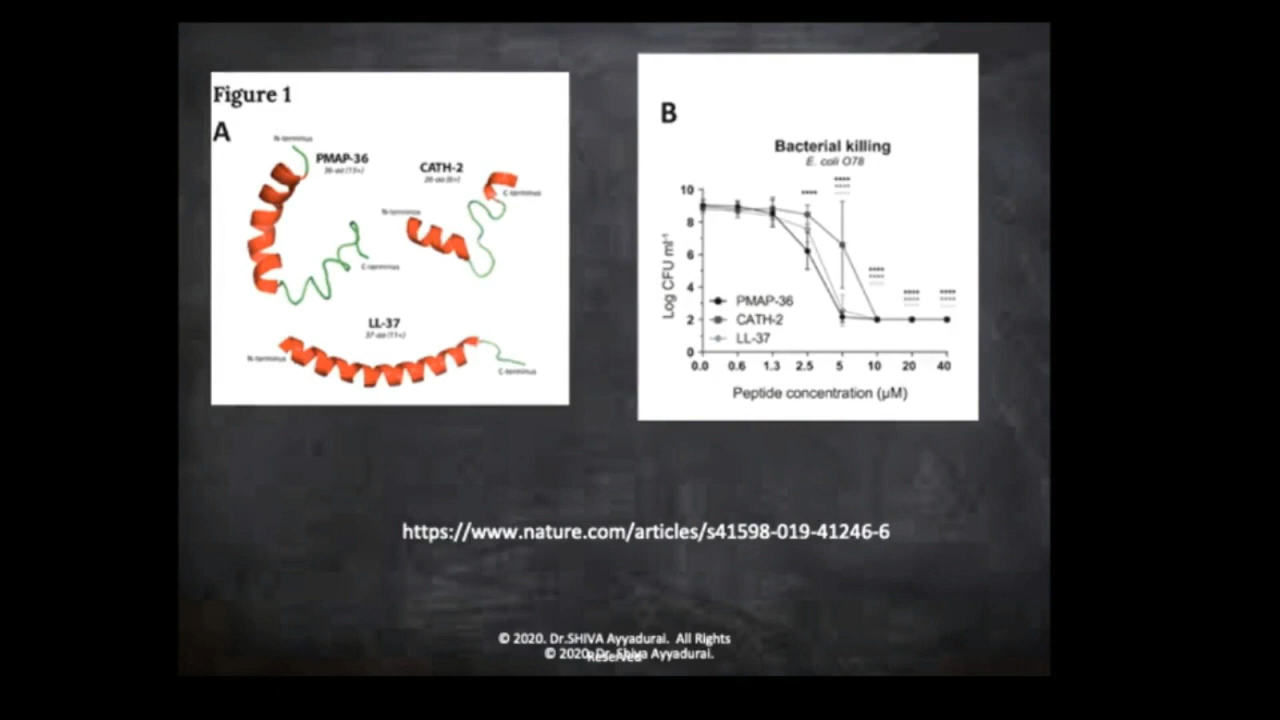 Figure 1
A
N-terminus
PMAP-36
36-aa (13+)
C-terminus
CATH-2
26-aa (8+)
N-terminus
C-terminus
LL-37
37-aa (11+)
N-terminus
C-terminus
B
Bacterial killing
E. coli O78
Log CFU ml-1
10
8
6
4
2
0
PMAP-36
CATH-2
LL-37
0.0 0.6 1.3 2.5 5 10 20 40
Peptide concentration (µM)
https://www.nature.com/articles/s41598-019-41246-6
© 2020. Dr.SHIVA Ayyadurai. All Rights
Reserved
© 2020. Dr. Shiva Ayyadurai.